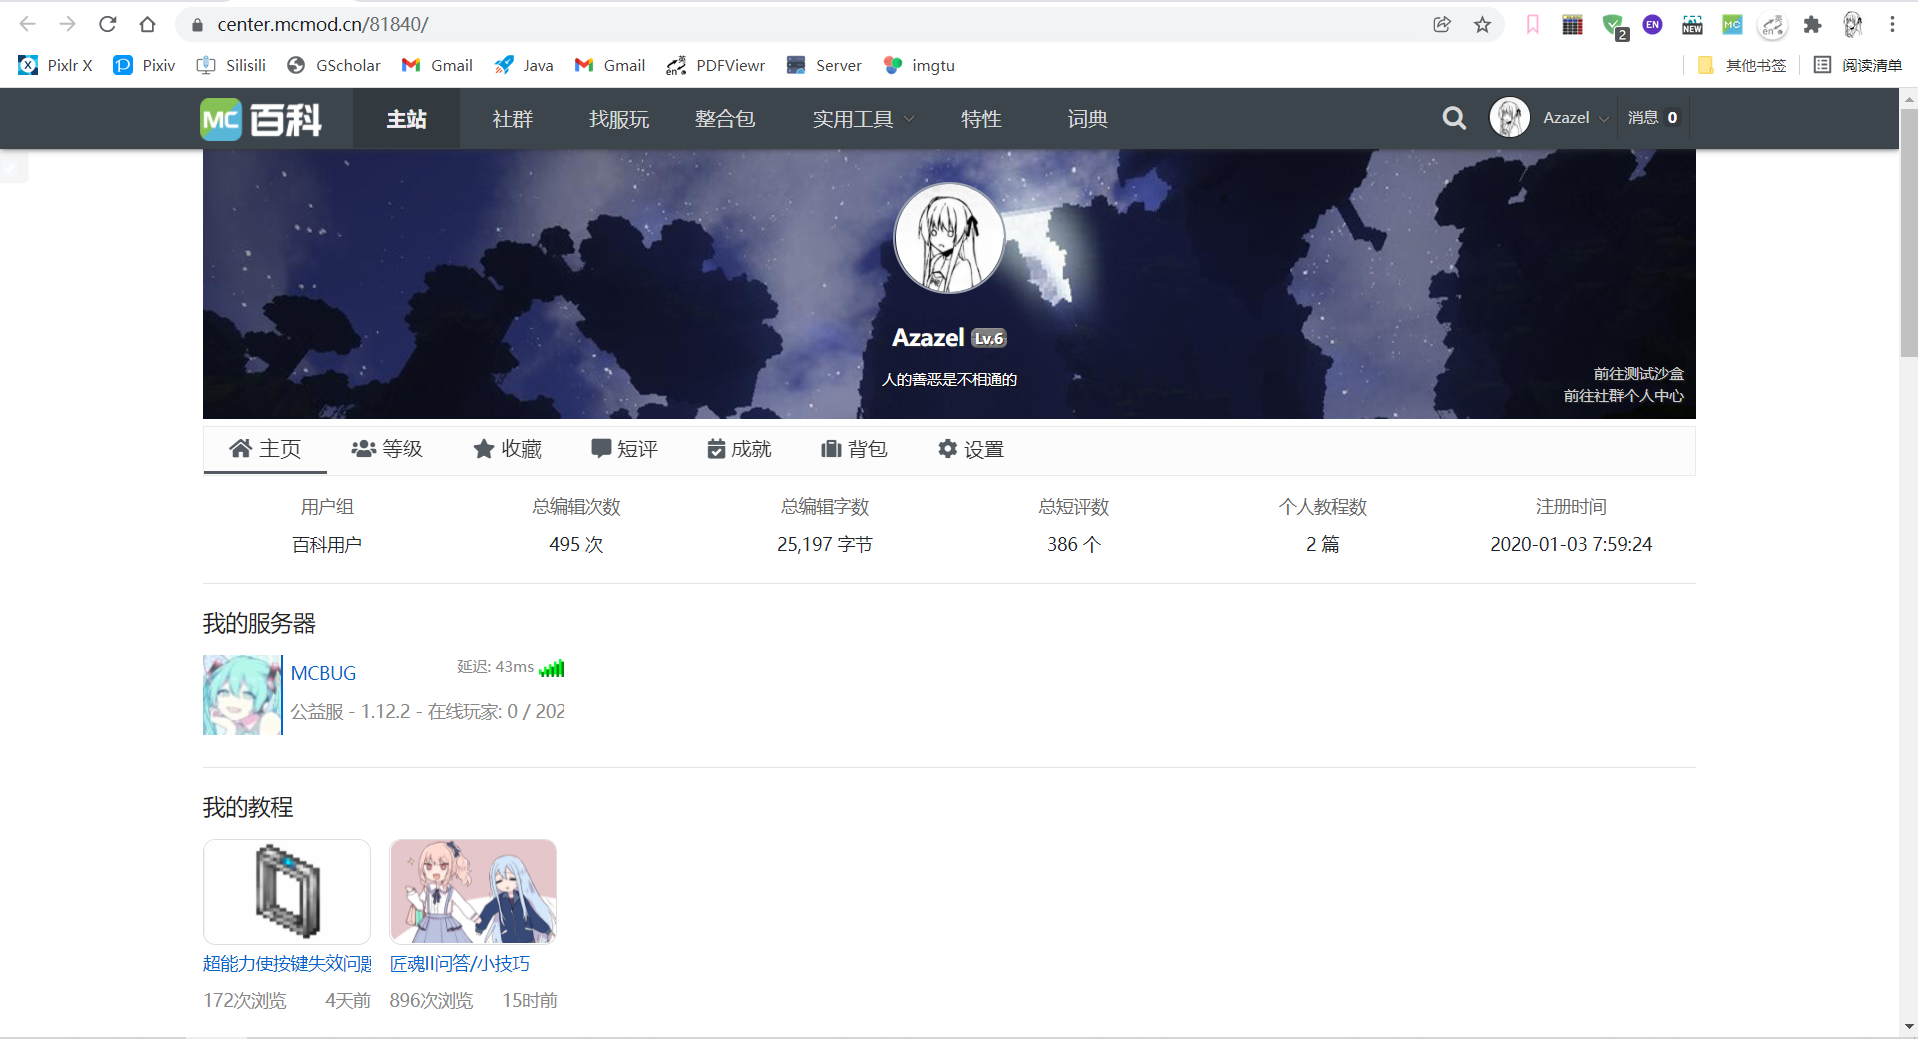 center.mcmod.cn/81840/
2
EN
NEW
MC
英
en
Pixlr X
Pixiv
Silisili
GScholar
Gmail
Java
Gmail
PDFViewr
Server
imgtu
其他书签
阅读清单
MC 百科
主站
社群
找服玩
整合包
实用工具
特性
词典
Azazel
消息 0
Azazel Lv.6
人的善恶是不相通的
前往测试沙盒
前往社群个人中心
主页
等级
收藏
短评
成就
背包
设置
用户组
总编辑次数
总编辑字数
总短评数
个人教程数
注册时间
百科用户
495 次
25,197 字节
386 个
2 篇
2020-01-03 7:59:24
我的服务器
MCBUG
延迟: 43ms
公益服 - 1.12.2 - 在线玩家: 0 / 202
我的教程
超能力使按键失效问题
匠魂II问答/小技巧
172次浏览
4天前
896次浏览
15时前